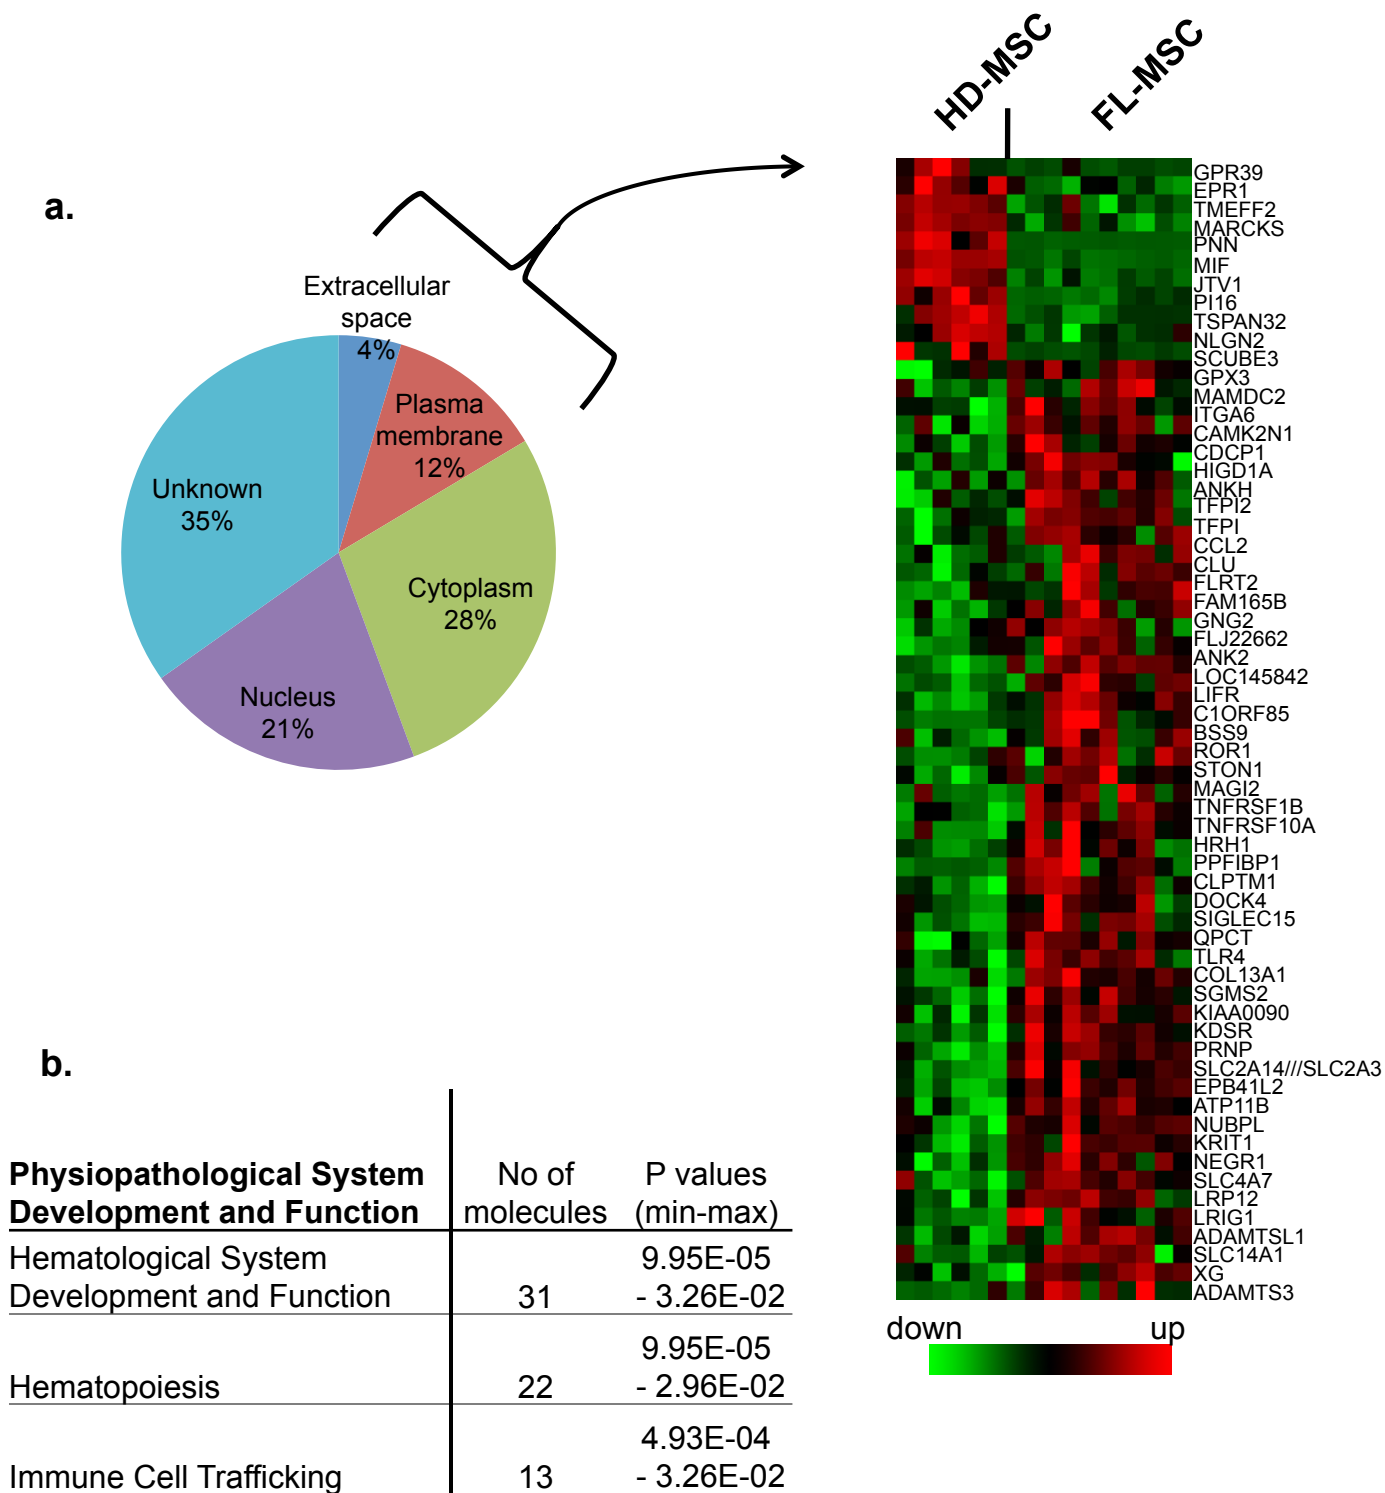 HD-MSC
FL-MSC
a.
Extracellular
space
4%
Plasma
membrane
12%
Unknown
35%
Cytoplasm
28%
Nucleus
21%
GPR39
EPR1
TMEFF2
MARCKS
PNN
MIF
JTV1
PI16
TSPAN32
NLGN2
SCUBE3
GPX3
MAMDC2
ITGA6
CAMK2N1
CDCP1
HIGD1A
ANKH
TFPI2
TFPI
CCL2
CLU
FLRT2
FAM165B
GNG2
FLJ22662
ANK2
LOC145842
LIFR
C1ORF85
BSS9
ROR1
STON1
MAGI2
TNFRSF1B
TNFRSF10A
HRH1
PPFIBP1
CLPTM1
DOCK4
SIGLEC15
QPCT
TLR4
COL13A1
SGMS2
KIAA0090
KDSR
PRNP
SLC2A14///SLC2A3
EPB41L2
ATP11B
NUBPL
KRIT1
NEGR1
SLC4A7
LRP12
LRIG1
ADAMTSL1
SLC14A1
XG
ADAMTS3
down up
b.
Physiopathological System No of P values
Development and Function molecules (min-max)
Hematological System 9.95E-05
Development and Function 31 - 3.26E-02
9.95E-05
Hematopoiesis 22 - 2.96E-02
4.93E-04
Immune Cell Trafficking 13 - 3.26E-02